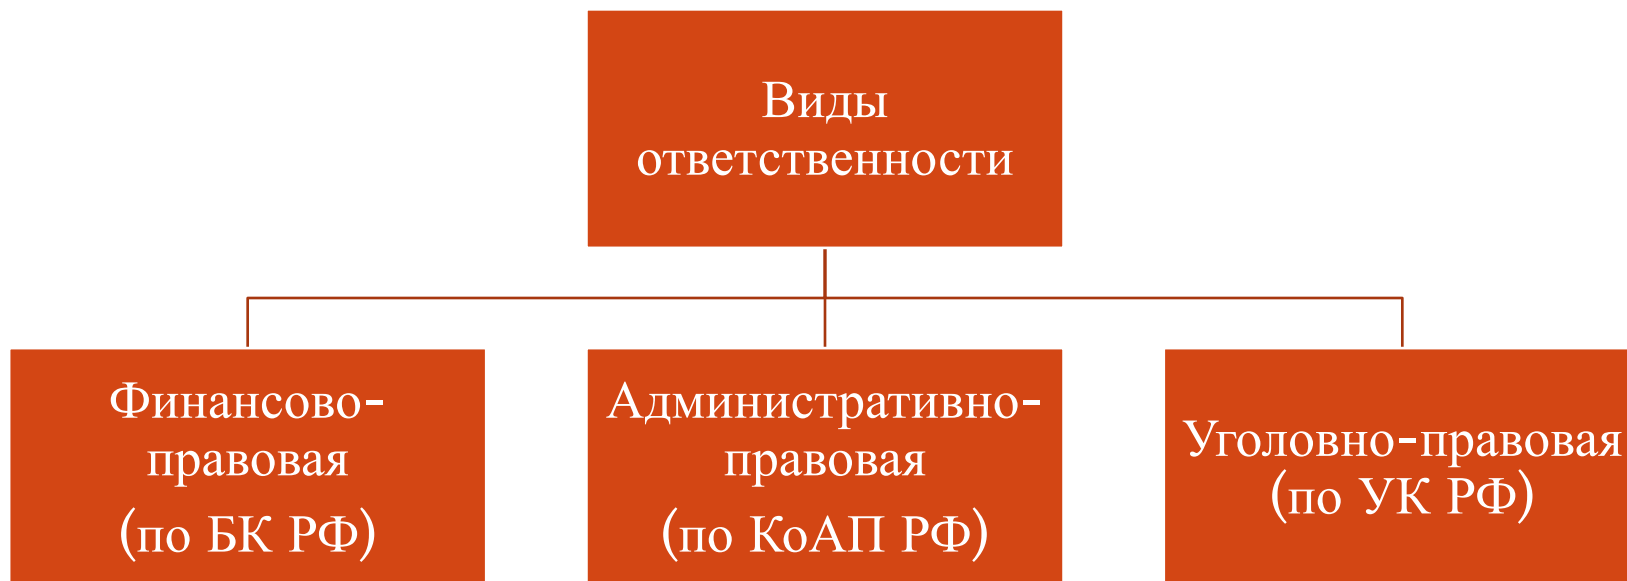 Виды
ответственности
Финансово-
правовая
(по БК РФ)
Административно-
правовая
(по КоАП РФ)
Уголовно-правовая
(по УК РФ)